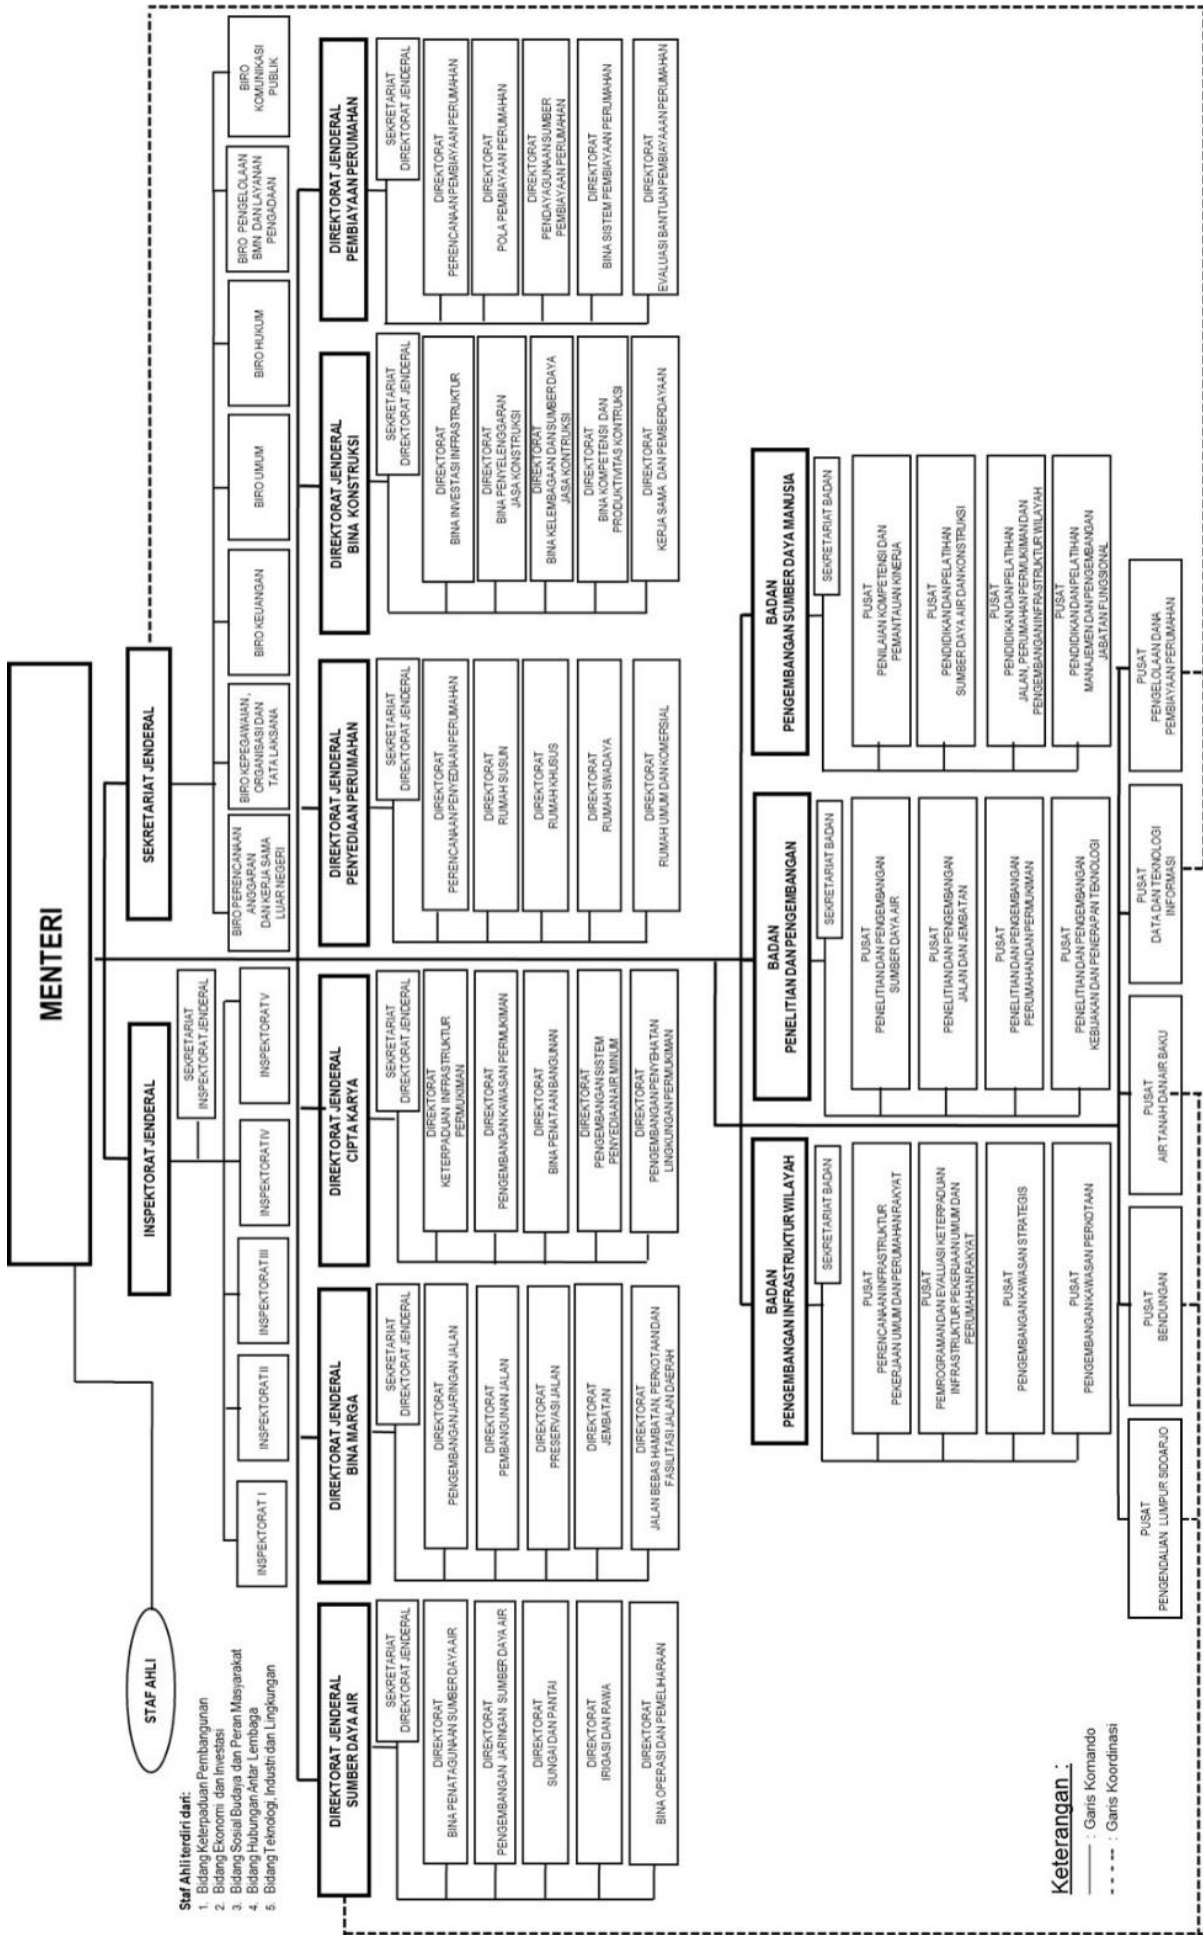 MENTERI
STAF AHLI
Staf Ahli terdiri dari:
1. Bidang Keterpaduan Pembangunan
2. Bidang Ekonomi dan Investasi
3. Bidang Sosial Budaya dan Peran Masyarakat
4. Bidang Hubungan Antar Lembaga
5. Bidang Teknologi, Industri dan Lingkungan
INSPEKTORAT JENDERAL
SEKRETARIAT
INSPEKTORAT JENDERAL
INSPEKTORAT I
INSPEKTORAT II
INSPEKTORAT III
INSPEKTORAT IV
INSPEKTORAT V
SEKRETARIAT JENDERAL
BIRO PERENCANAAN
ANGGARAN
DAN KERJA SAMA
LUAR NEGERI
BIRO KEPEGAWAIAN,
ORGANISASI DAN
TATA LAKSANA
BIRO KEUANGAN
BIRO UMUM
BIRO HUKUM
BIRO PENGELOLAAN
BMN DAN LAYANAN
PENGADAAN
BIRO
KOMUNIKASI
PUBLIK
DIREKTORAT JENDERAL
SUMBER DAYA AIR
SEKRETARIAT
DIREKTORAT JENDERAL
DIREKTORAT
BINA PENATAGUNAAN SUMBER DAYA AIR
DIREKTORAT
PENGEMBANGAN JARINGAN SUMBER DAYA AIR
DIREKTORAT
SUNGAI DAN PANTAI
DIREKTORAT
IRIGASI DAN RAWA
DIREKTORAT
BINA OPERASI DAN PEMELIHARAAN
DIREKTORAT JENDERAL
BINA MARGA
SEKRETARIAT
DIREKTORAT JENDERAL
DIREKTORAT
PENGEMBANGAN JARINGAN JALAN
DIREKTORAT
PEMBANGUNAN JALAN
DIREKTORAT
PRESERVASI JALAN
DIREKTORAT
JEMBATAN
DIREKTORAT
JALAN BEBAS HAMBATAN, PERKOTAAN DAN
FASILITASI JALAN DAERAH
DIREKTORAT JENDERAL
CIPTA KARYA
SEKRETARIAT
DIREKTORAT JENDERAL
DIREKTORAT
KETERPADUAN INFRASTRUKTUR
PERMUKIMAN
DIREKTORAT
PENGEMBANGAN KAWASAN PERMUKIMAN
DIREKTORAT
BINA PENATAAN BANGUNAN
DIREKTORAT
PENGEMBANGAN SISTEM
PENYEDIAAN AIR MINUM
DIREKTORAT
PENGEMBANGAN PENYEHATAN
LINGKUNGAN PERMUKIMAN
DIREKTORAT JENDERAL
PENYEDIAAN PERUMAHAN
SEKRETARIAT
DIREKTORAT JENDERAL
DIREKTORAT
PERENCANAAN PENYEDIAAN PERUMAHAN
DIREKTORAT
RUMAH SUSUN
DIREKTORAT
RUMAH KHUSUS
DIREKTORAT
RUMAH SWADAYA
DIREKTORAT
RUMAH UMUM DAN KOMERSIAL
DIREKTORAT JENDERAL
BINA KONSTRUKSI
SEKRETARIAT
DIREKTORAT JENDERAL
DIREKTORAT
BINA INVESTASI INFRASTRUKTUR
DIREKTORAT
BINA PENYELENGGARAN
JASA KONSTRUKSI
DIREKTORAT
BINA KELEMBAGAAN DAN SUMBER DAYA
JASA KONTRUKSI
DIREKTORAT
BINA KOMPETENSI DAN
PRODUKTIVITAS KONTRUKSI
DIREKTORAT
KERJA SAMA DAN PEMBERDAYAAN
DIREKTORAT JENDERAL
PEMBIAYAAN PERUMAHAN
SEKRETARIAT
DIREKTORAT JENDERAL
DIREKTORAT
PERENCANAAN PEMBIAYAAN PERUMAHAN
DIREKTORAT
POLA PEMBIAYAAN PERUMAHAN
DIREKTORAT
PENDAYAGUNAAN SUMBER
PEMBIAYAAN PERUMAHAN
DIREKTORAT
BINA SISTEM PEMBIAYAAN PERUMAHAN
DIREKTORAT
EVALUASI BANTUAN PEMBIAYAAAN PERUMAHAN
BADAN
PENGEMBANGAN INFRASTRUKTUR WILAYAH
SEKRETARIAT BADAN
PUSAT
PERENCANAAN INFRASTRUKTUR
PEKERJAAN UMUM DAN PERUMAHAN RAKYAT
PUSAT
PEMROGRAMAN DAN EVALUASI KETERPADUAN
INFRASTRUKTUR PEKERJAAN UMUM DAN
PERUMAHAN RAKYAT
PUSAT
PENGEMBANGAN KAWASAN STRATEGIS
PUSAT
PENGEMBANGAN KAWASAN PERKOTAAN
BADAN
PENELITIAN DAN PENGEMBANGAN
SEKRETARIAT BADAN
PUSAT
PENELITIAN DAN PENGEMBANGAN
SUMBER DAYA AIR
PUSAT
PENELITIAN DAN PENGEMBANGAN
JALAN DAN JEMBATAN
PUSAT
PENELITIAN DAN PENGEMBANGAN
PERUMAHAN DAN PERMUKIMAN
PUSAT
PENELITIAN DAN PENGEMBANGAN
KEBIJAKAN DAN PENERAPAN TEKNOLOGI
BADAN
PENGEMBANGAN SUMBER DAYA MANUSIA
SEKRETARIAT BADAN
PUSAT
PENILAIAN KOMPETENSI DAN
PEMANTAUAN KINERJA
PUSAT
PENDIDIKAN DAN PELATIHAN
SUMBER DAYA AIR DAN KONSTRUKSI
PUSAT
PENDIDIKAN DAN PELATIHAN
JALAN, PERUMAHAN, PERMUKIMAN DAN
PENGEMBANGAN INFRASTRUKTUR WILAYAH
PUSAT
PENDIDIKAN DAN PELATIHAN
MANAJEMEN DAN PENGEMBANGAN
JABATAN FUNGSIONAL
PUSAT
PENGENDALIAN LUMPUR SIDOARJO
PUSAT
BENDUNGAN
PUSAT
AIR TANAH DAN AIR BAKU
PUSAT
DATA DAN TEKNOLOGI
INFORMASI
PUSAT
PENGELOLAAN DANA
PEMBIAYAAN PERUMAHAN
Keterangan :
: Garis Komando
: Garis Koordinasi